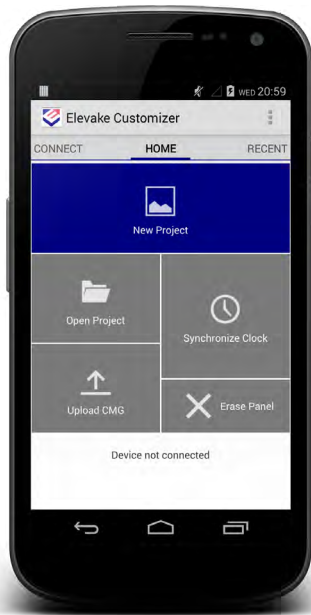 WED 20:59
Elevake Customizer
CONNECT HOME RECENT
New Project
Open Project
Synchronize Clock
Upload CMG
Erase Panel
Device not connected